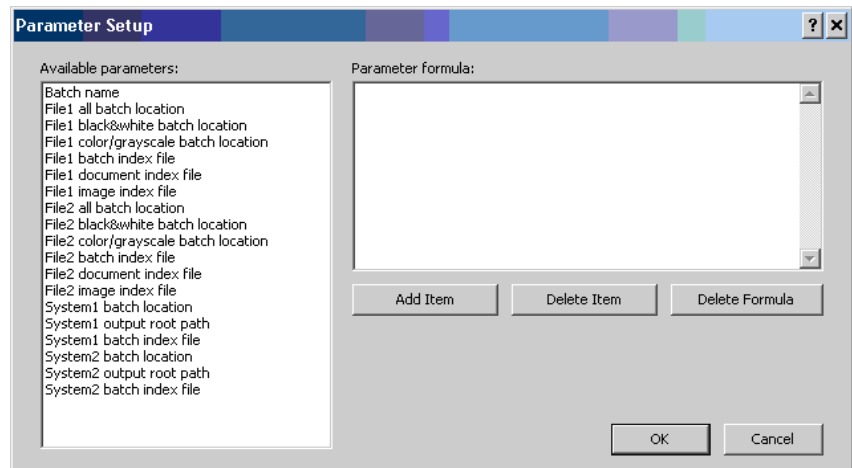 Parameter Setup
Available parameters:
Batch name
File1 all batch location
File1 black&white batch location
File1 color/grayscale batch location
File1 batch index file
File1 document index file
File1 image index file
File2 all batch location
File2 black&white batch location
File2 color/grayscale batch location
File2 batch index file
File2 document index file
File2 image index file
System1 batch location
System1 output root path
System1 batch index file
System2 batch location
System2 output root path
System2 batch index file
Parameter formula:
Add Item
Delete Item
Delete Formula
OK
Cancel